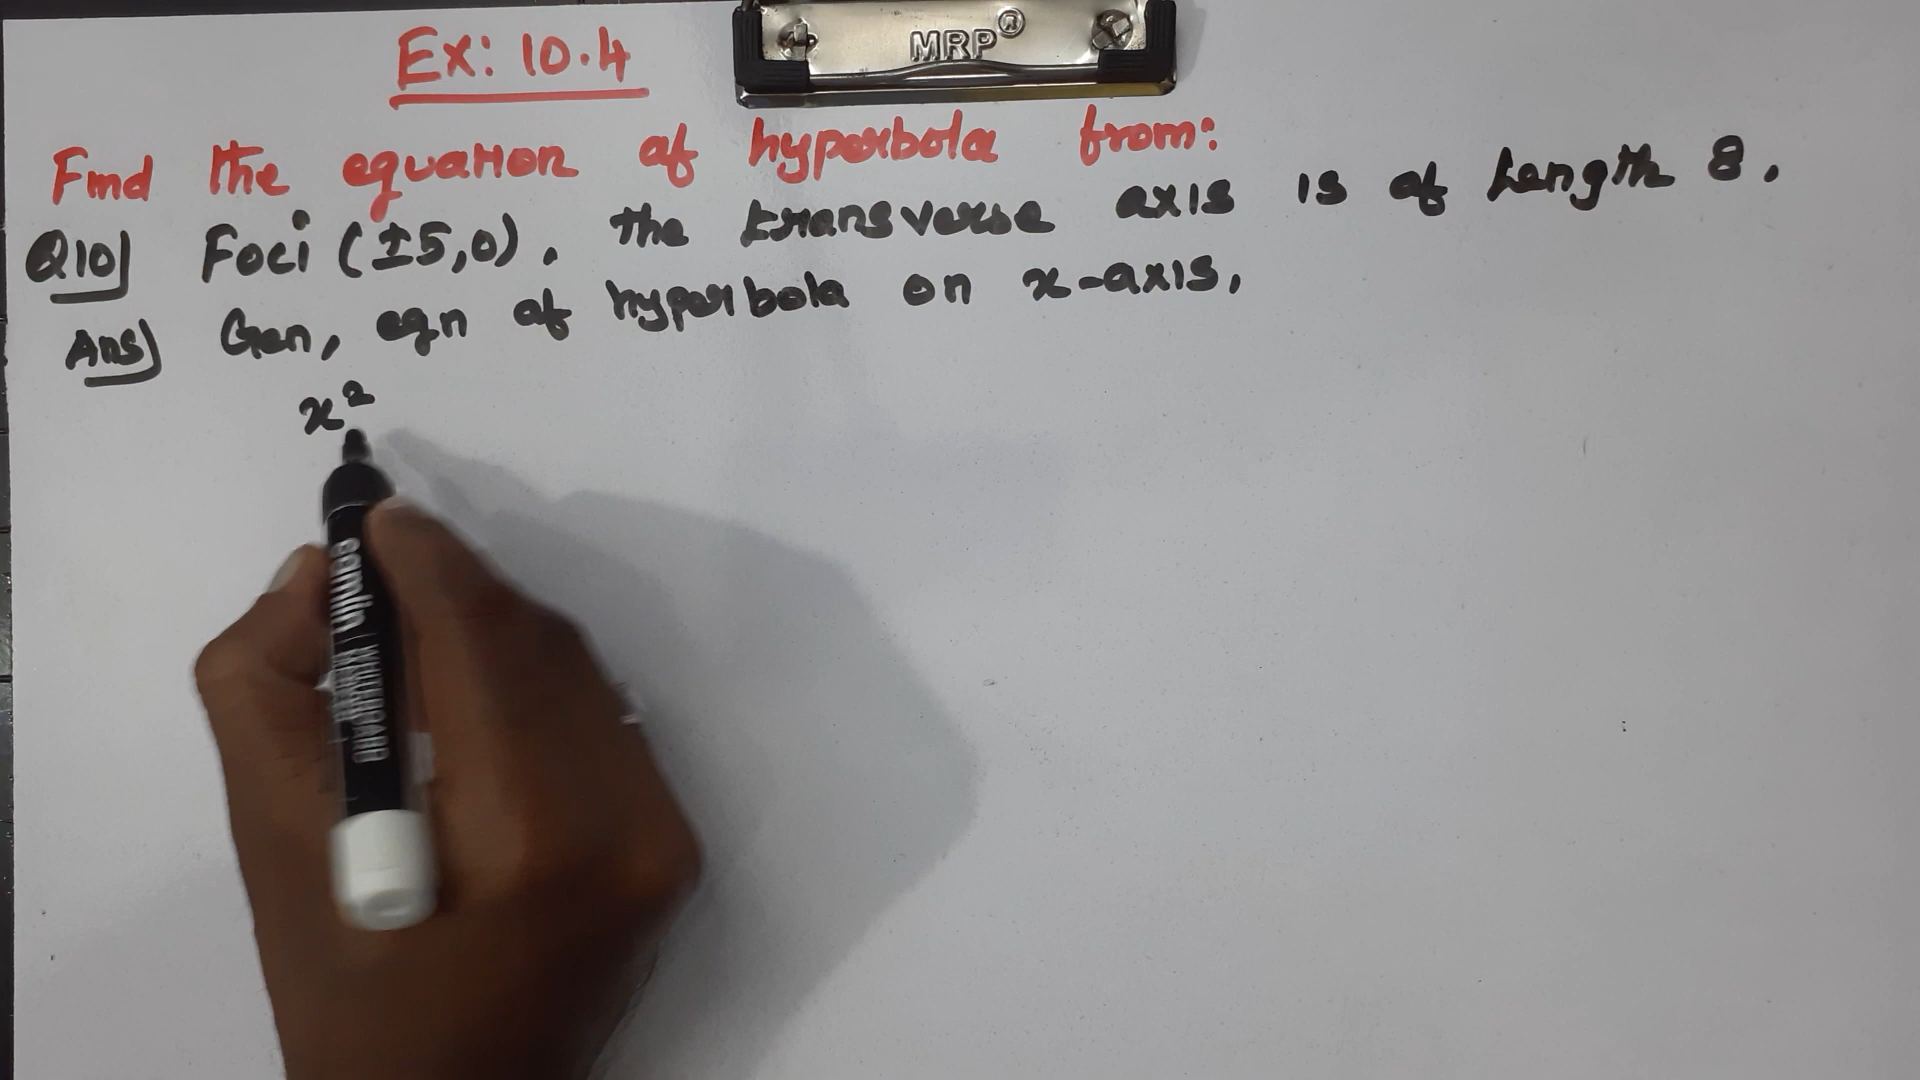 Ex: 10.4
MRP®
Find the equation of hyperbola from:
Q10) Foci (±5,0), the transverse axis is of length 8.
Ans) Gen, eqn of hyperbola on x-axis,
x²
camlin